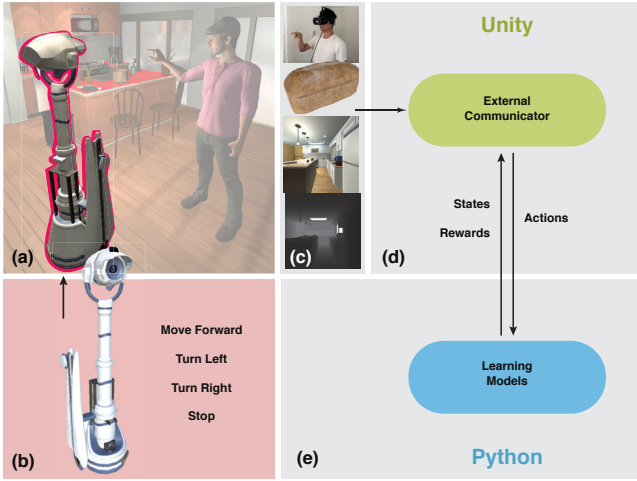 (a)
(b)
Move Forward
Turn Left
Turn Right
Stop
(c)
Unity
External
Communicator
States
Rewards
Actions
(d)
Learning
Models
(e)
Python